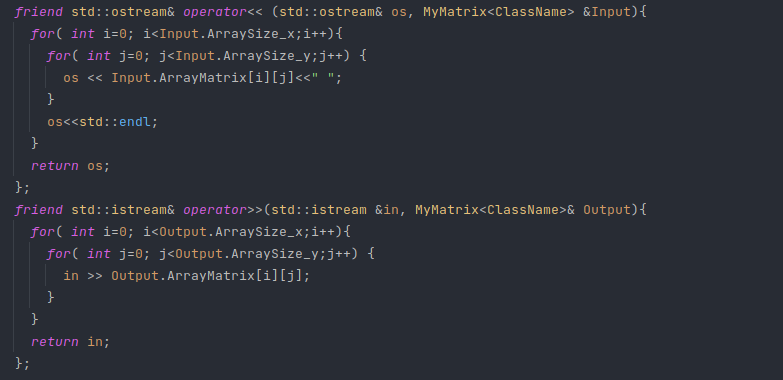 friend std::ostream& operator<< (std::ostream& os, MyMatrix<ClassName> &Input){
for( int i=0; i<Input.ArraySize_x;i++){
for( int j=0; j<Input.ArraySize_y;j++) {
os << Input.ArrayMatrix[i][j]<<" ";
}
os<<std::endl;
}
return os;
};
friend std::istream& operator>>(std::istream &in, MyMatrix<ClassName>& Output){
for( int i=0; i<Output.ArraySize_x;i++){
for( int j=0; j<Output.ArraySize_y;j++) {
in >> Output.ArrayMatrix[i][j];
}
}
return in;
};